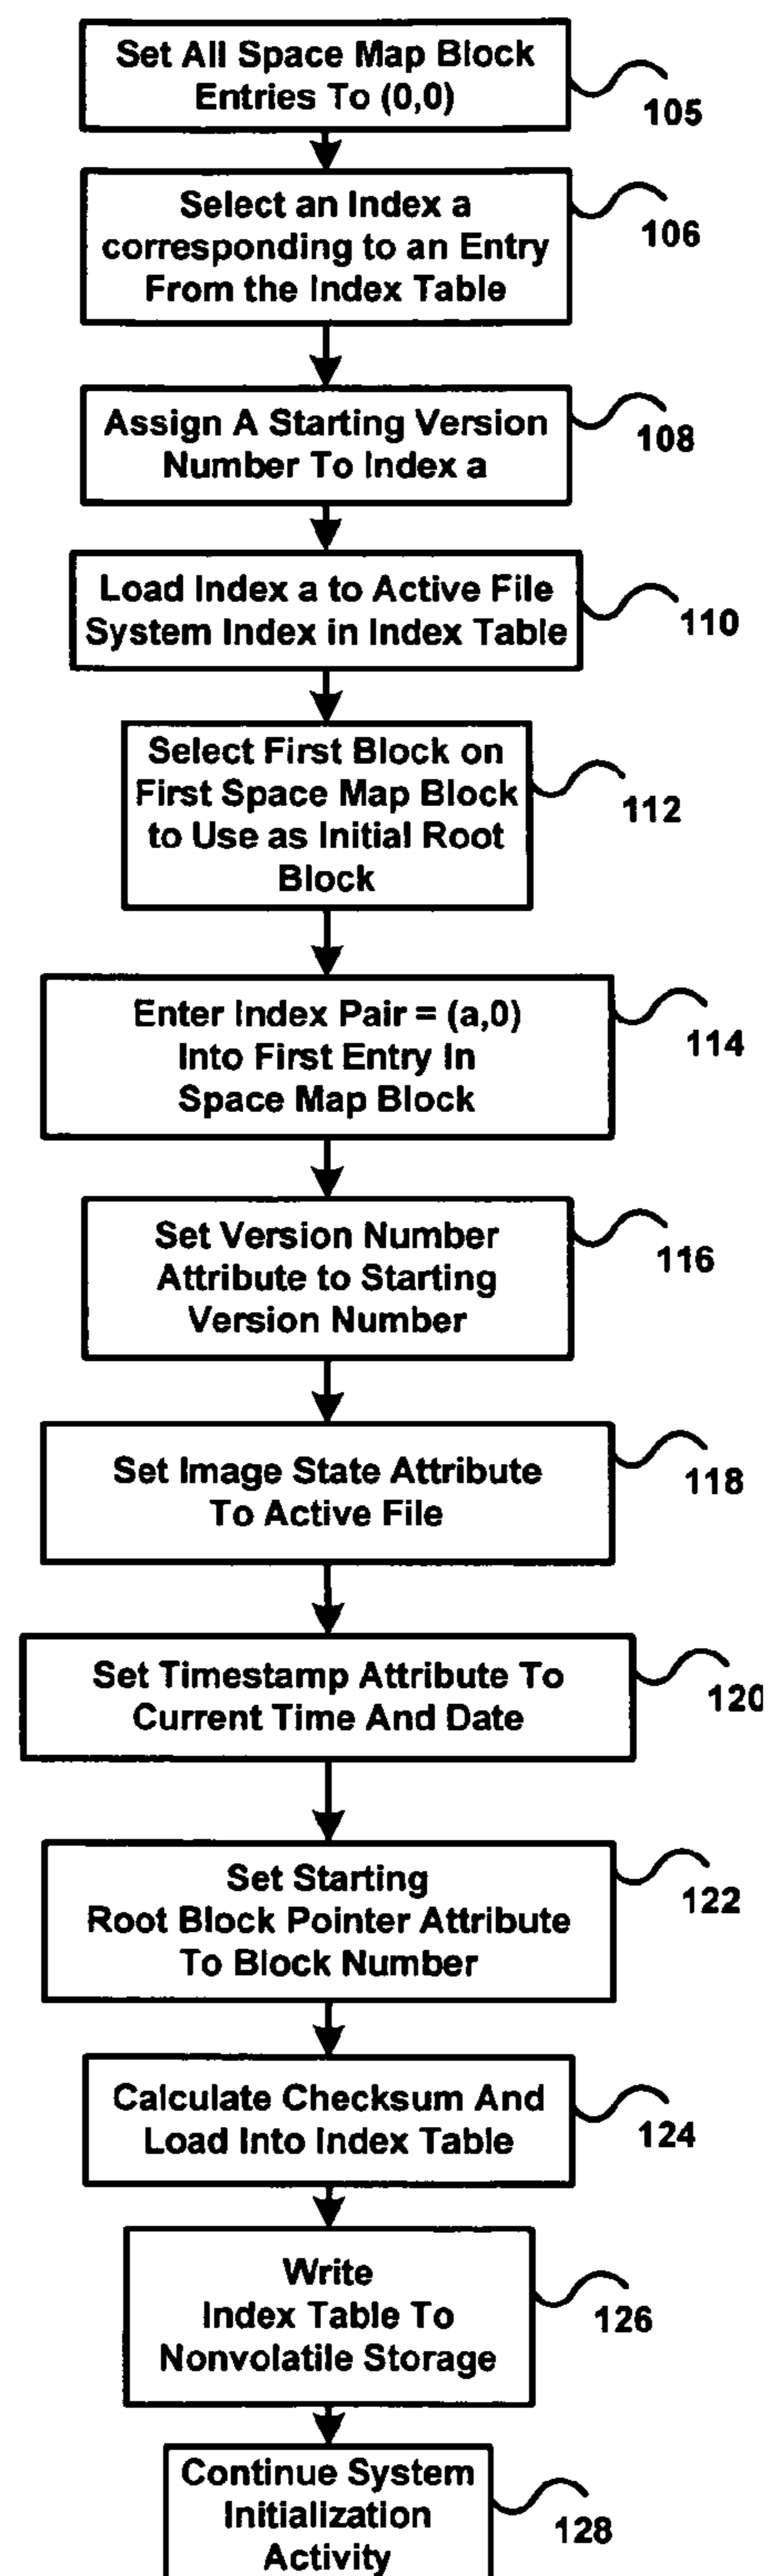 Set All Space Map Block
Entries To (0,0)
105
Select an Index a
corresponding to an Entry
From the Index Table
106
Assign A Starting Version
Number To Index a
108
Load Index a to Active File
System Index in Index Table
110
Select First Block on
First Space Map Block
to Use as Initial Root
Block
112
Enter Index Pair = (a,0)
Into First Entry In
Space Map Block
114
Set Version Number
Attribute to Starting
Version Number
116
Set Image State Attribute
To Active File
118
Set Timestamp Attribute To
Current Time And Date
120
Set Starting
Root Block Pointer Attribute
To Block Number
122
Calculate Checksum And
Load Into Index Table
124
Write
Index Table To
Nonvolatile Storage
126
Continue System
Initialization
Activity
128